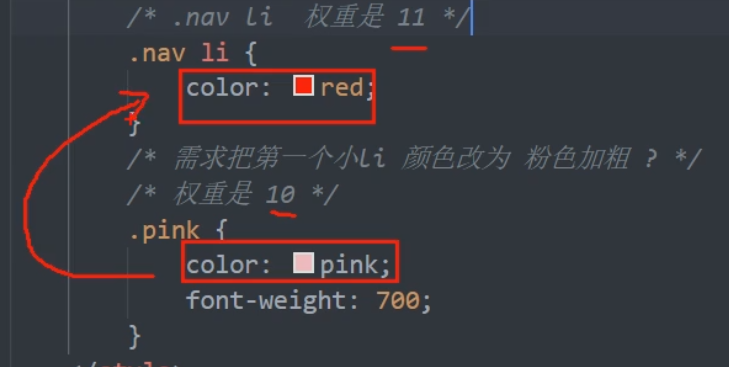 /* .nav li 权重是 11 */
.nav li {
color: red;
}
/* 需求把第一个小li 颜色改为 粉色加粗 ? */
/* 权重是 10 */
.pink {
color: pink;
font-weight: 700;
}
</style>